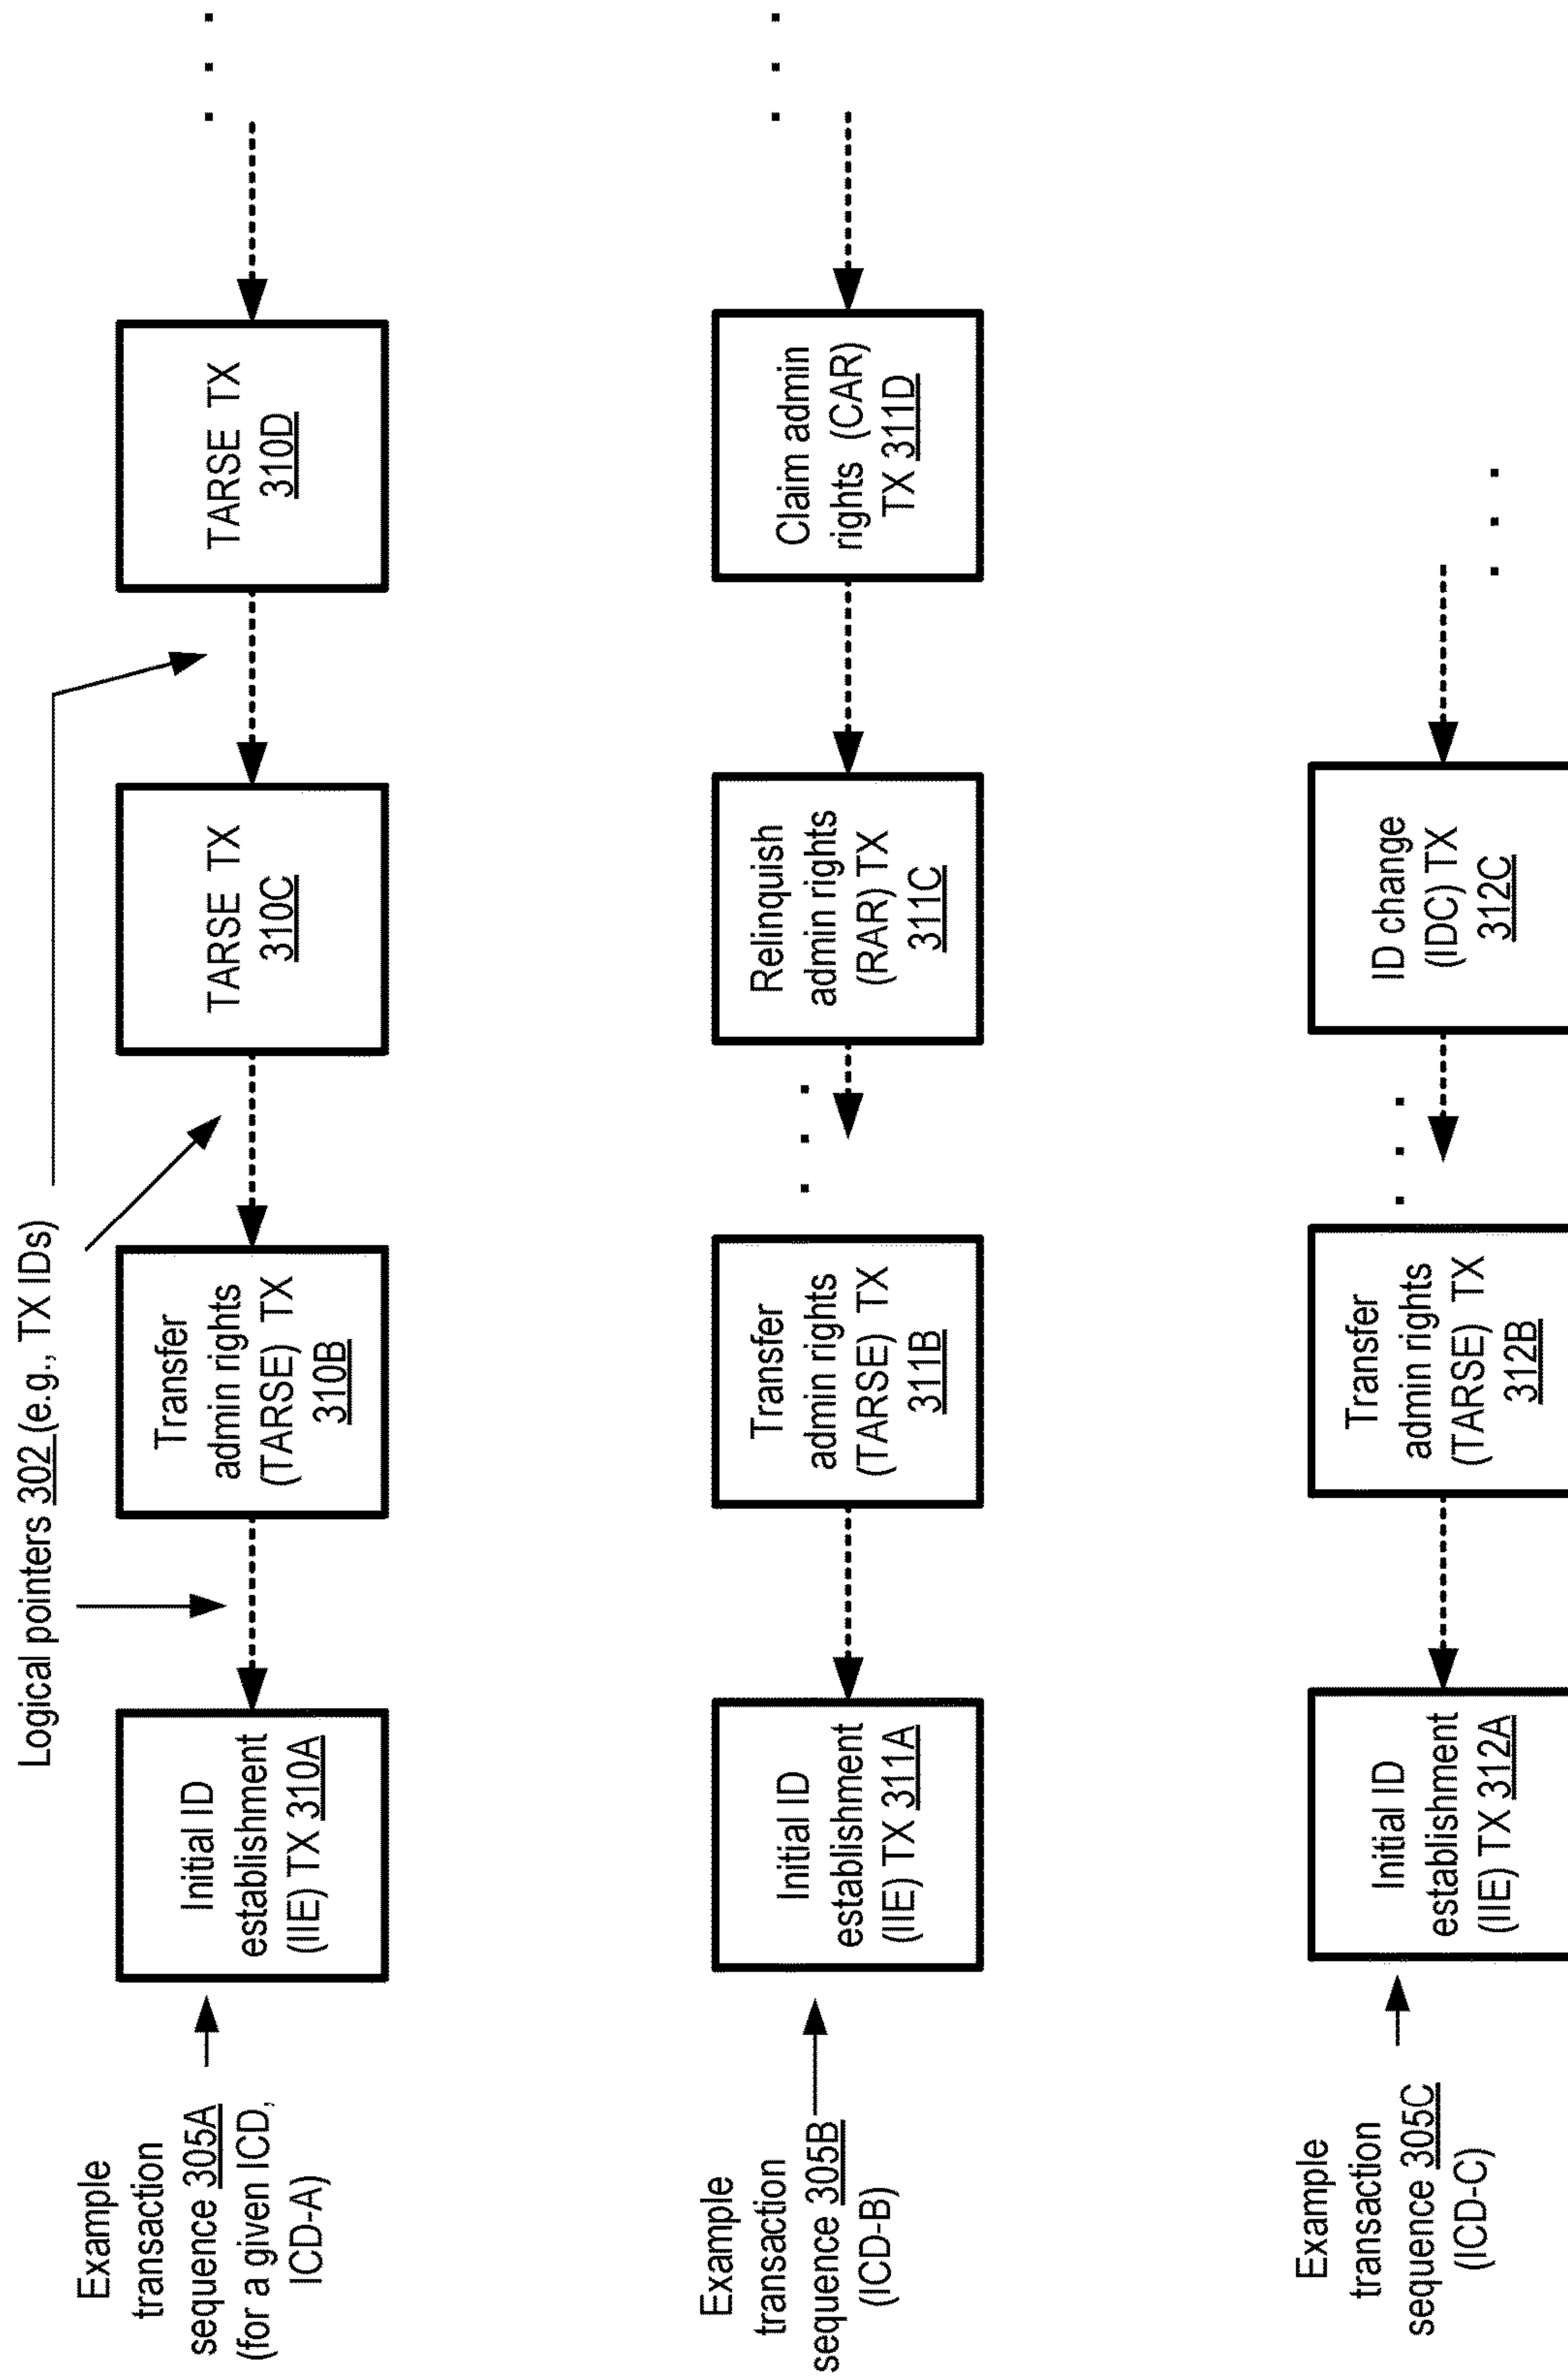 Logical pointers 302 (e.g., TX IDs)
Example
transaction
sequence 305A
(for a given ICD,
ICD-A)
Initial ID
establishment
(IIE) TX 310A
Transfer
admin rights
(TARSE) TX
310B
TARSE TX
310C
TARSE TX
310D
. . .
Example
transaction
sequence 305B
(ICD-B)
Initial ID
establishment
(IIE) TX 311A
Transfer
admin rights
(TARSE) TX
311B
. . .
Relinquish
admin rights
(RAR) TX
311C
Claim admin
rights (CAR)
TX 311D
. . .
Example
transaction
sequence 305C
(ICD-C)
Initial ID
establishment
(IIE) TX 312A
Transfer
admin rights
(TARSE) TX
312B
. . .
ID change
(IDC) TX
312C
. . .